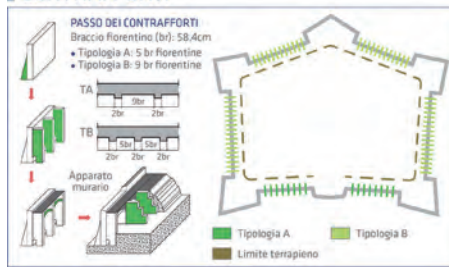 PASSO DEI CONTRAFFORTI
Braccio fiorentino (br): 58,4cm
• Tipologia A: 5 br fiorentine
• Tipologia B: 9 br fiorentine
TA
9br
2br 2br
TB
5br 5br
2br 2br 2br
Apparato
murario
Tipologia A
Tipologia B
Limite terrapieno